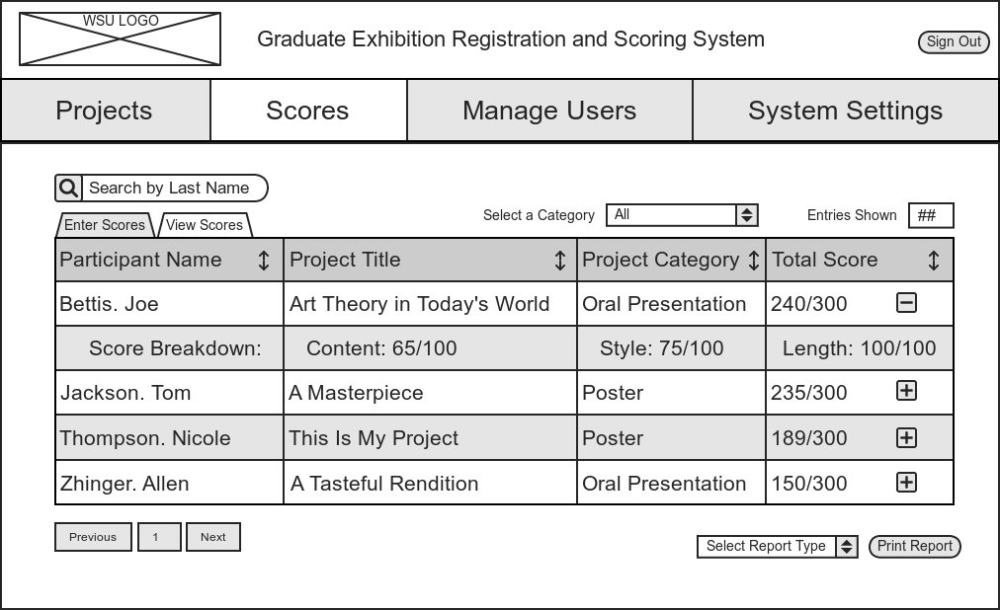 WSU LOGO
Graduate Exhibition Registration and Scoring System
Sign Out
Projects Scores Manage Users System Settings
Search by Last Name
Select a Category All Entries Shown ##
Enter Scores View Scores
Participant Name Project Title Project Category Total Score
Bettis. Joe Art Theory in Today's World Oral Presentation 240/300
Score Breakdown: Content: 65/100 Style: 75/100 Length: 100/100
Jackson. Tom A Masterpiece Poster 235/300
Thompson. Nicole This Is My Project Poster 189/300
Zhinger. Allen A Tasteful Rendition Oral Presentation 150/300
Previous 1 Next
Select Report Type Print Report